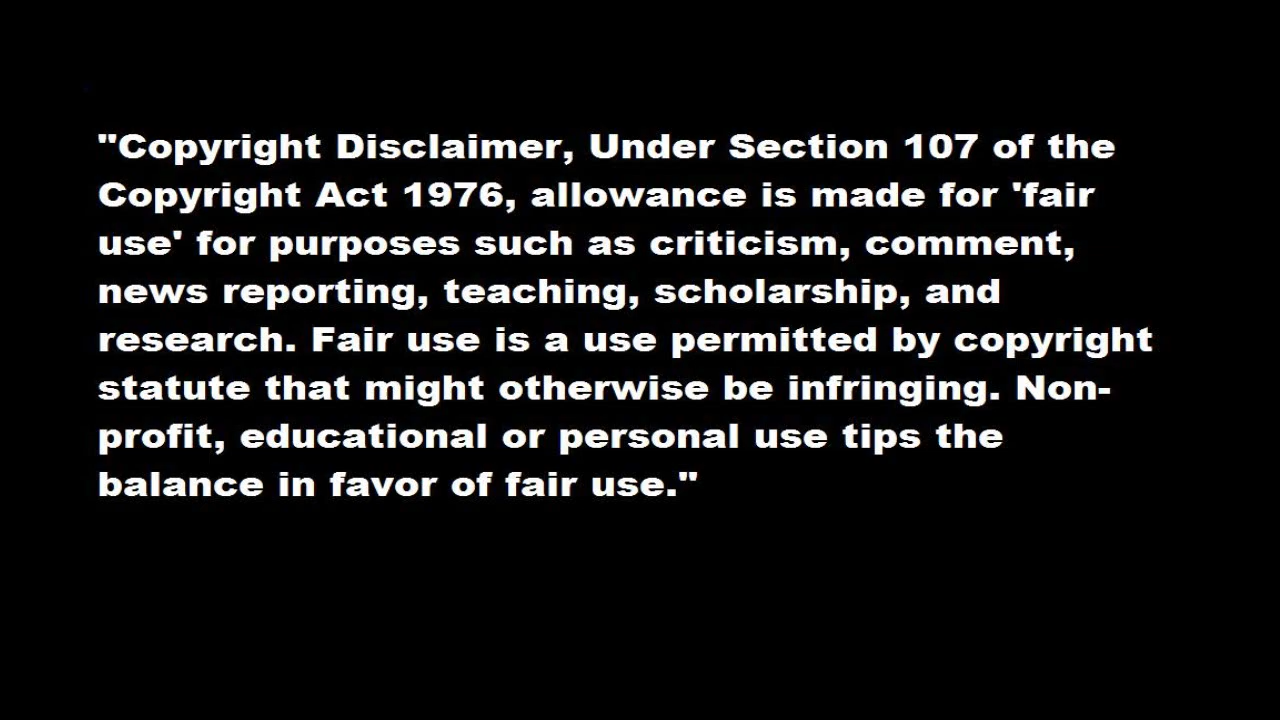 "Copyright Disclaimer, Under Section 107 of the
Copyright Act 1976, allowance is made for 'fair
use' for purposes such as criticism, comment,
news reporting, teaching, scholarship, and
research. Fair use is a use permitted by copyright
statute that might otherwise be infringing. Non-
profit, educational or personal use tips the
balance in favor of fair use."